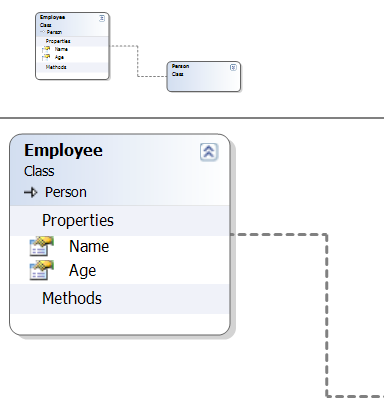 Employee
Class
Person
Properties
Name
Age
Methods
Person
Class
Employee
Class
Person
Properties
Name
Age
Methods